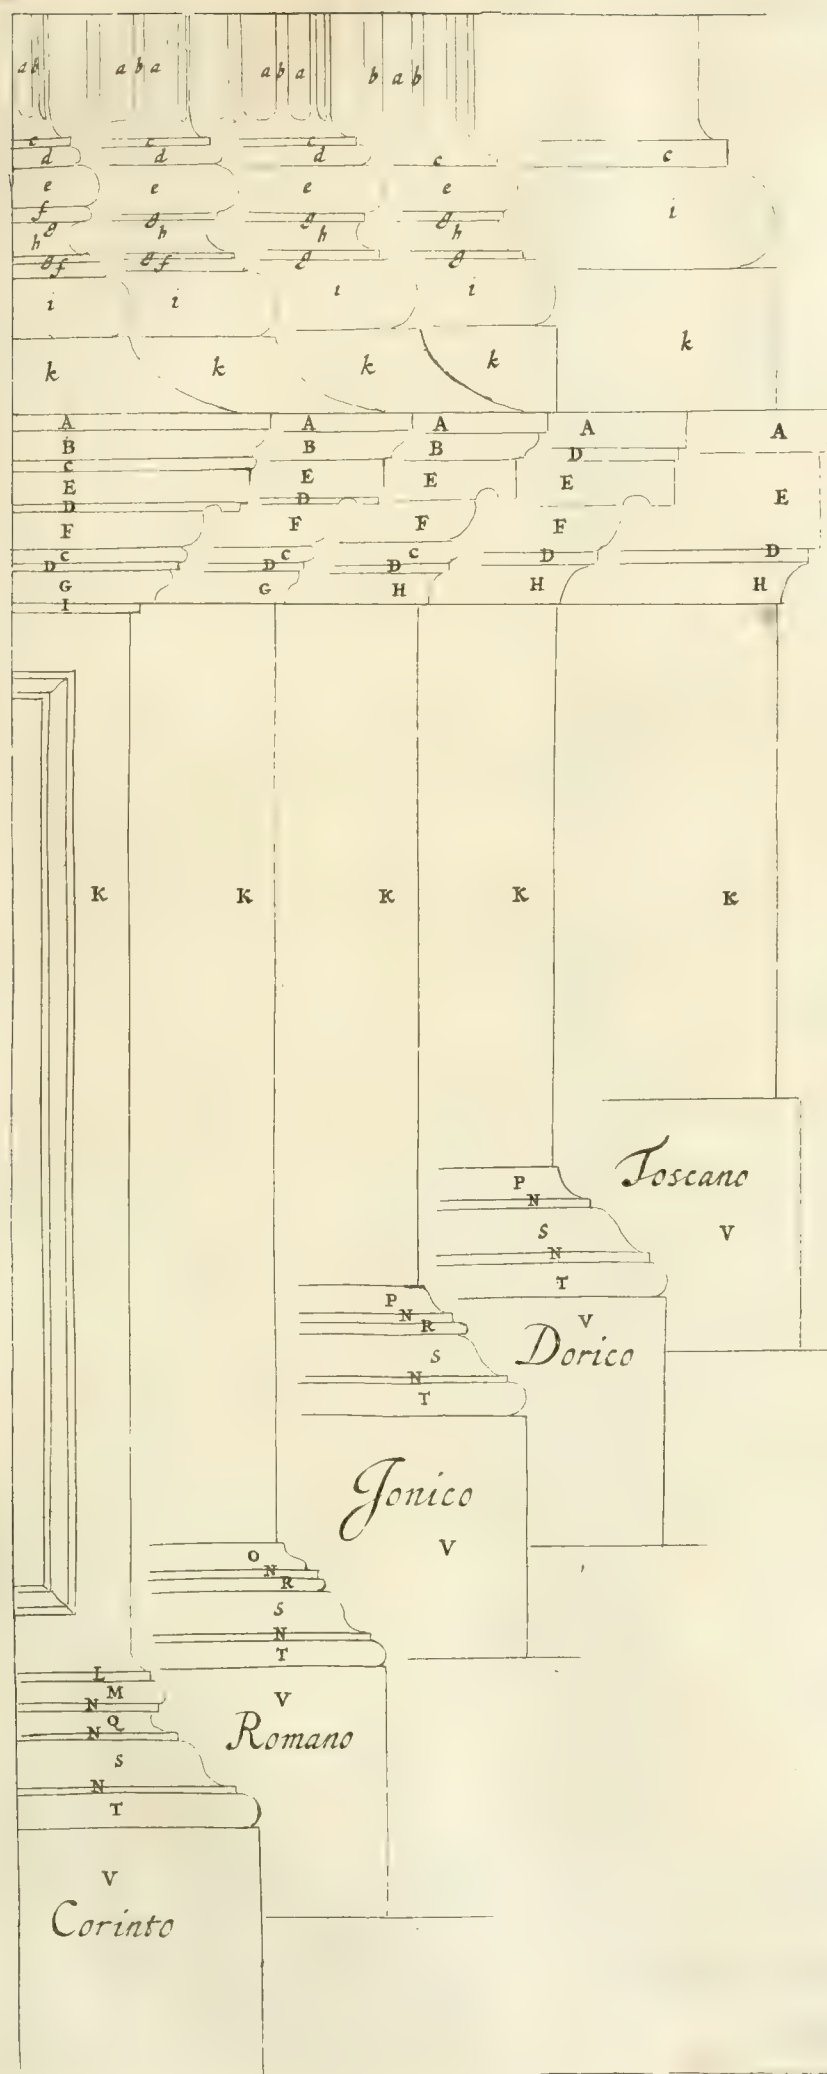 a b a b a a b a b a b
c c c c
d d d c
e e e e i
f g g g
h g h h h
g f g f g g
i i i i
k k k k k
A A A A A
B B B D
C
E E E E E
D D
F F F F
C C C D D
D D D
G G H H H
I
K K K K K
Toscano
P
N
S V
N
T
P
N V
R
Dorico
S
N
T
Jonico
V
O
N
R
S
N
T
L
M V
N
Q Romano
N
S
N
T
V
Corinto